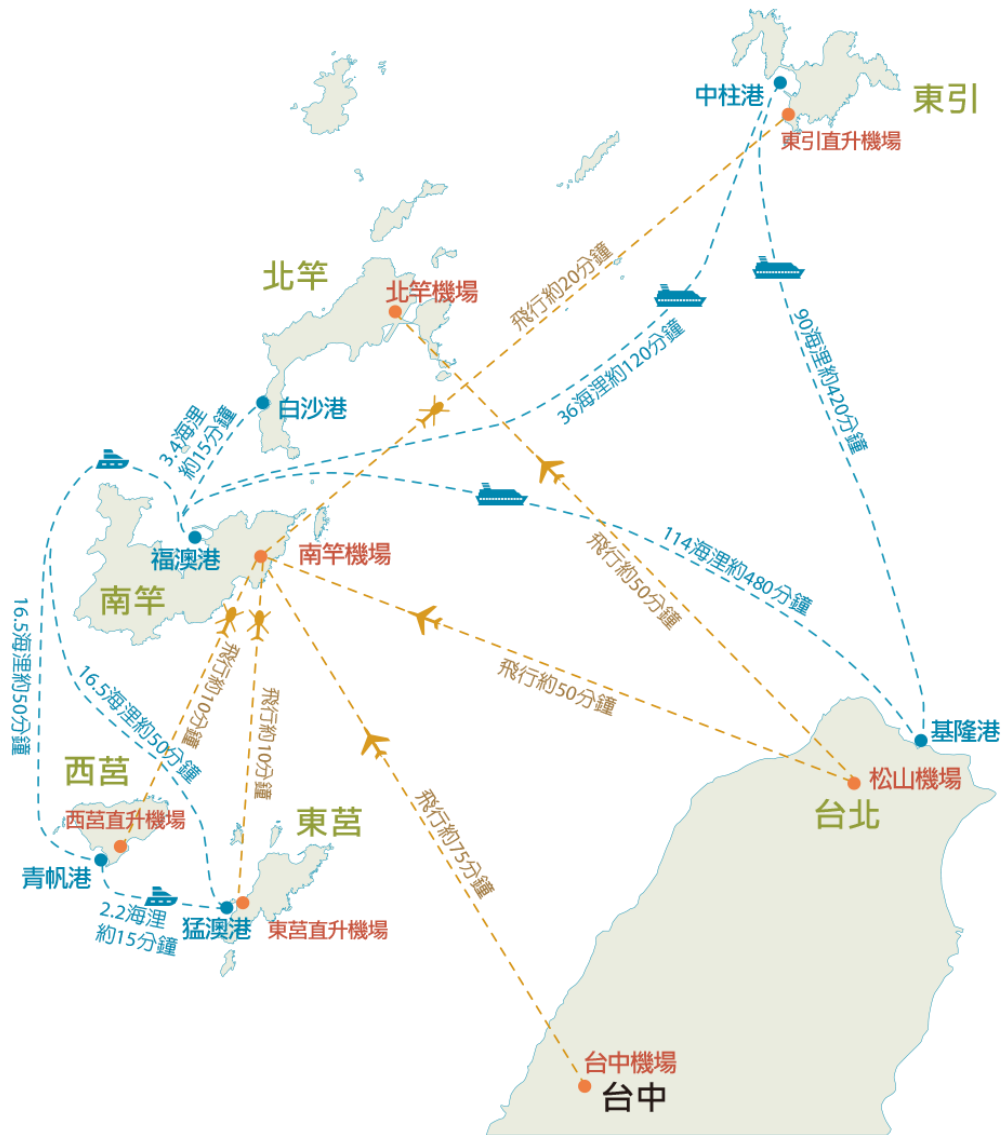 中柱港
東引
東引直升機場
北竿
北竿機場
飛行約20分鐘
36海浬約120分鐘
90海浬約420分鐘
白沙港
3.4海浬
約15分鐘
福澳港
南竿機場
南竿
114海浬約480分鐘
飛行約50分鐘
飛行約50分鐘
16.5海浬約50分鐘
16.5海浬約50分鐘
飛行約10分鐘
飛行約10分鐘
飛行約75分鐘
基隆港
松山機場
台北
西莒
西莒直升機場
東莒
青帆港
2.2海浬
約15分鐘
猛澳港
東莒直升機場
台中機場
台中